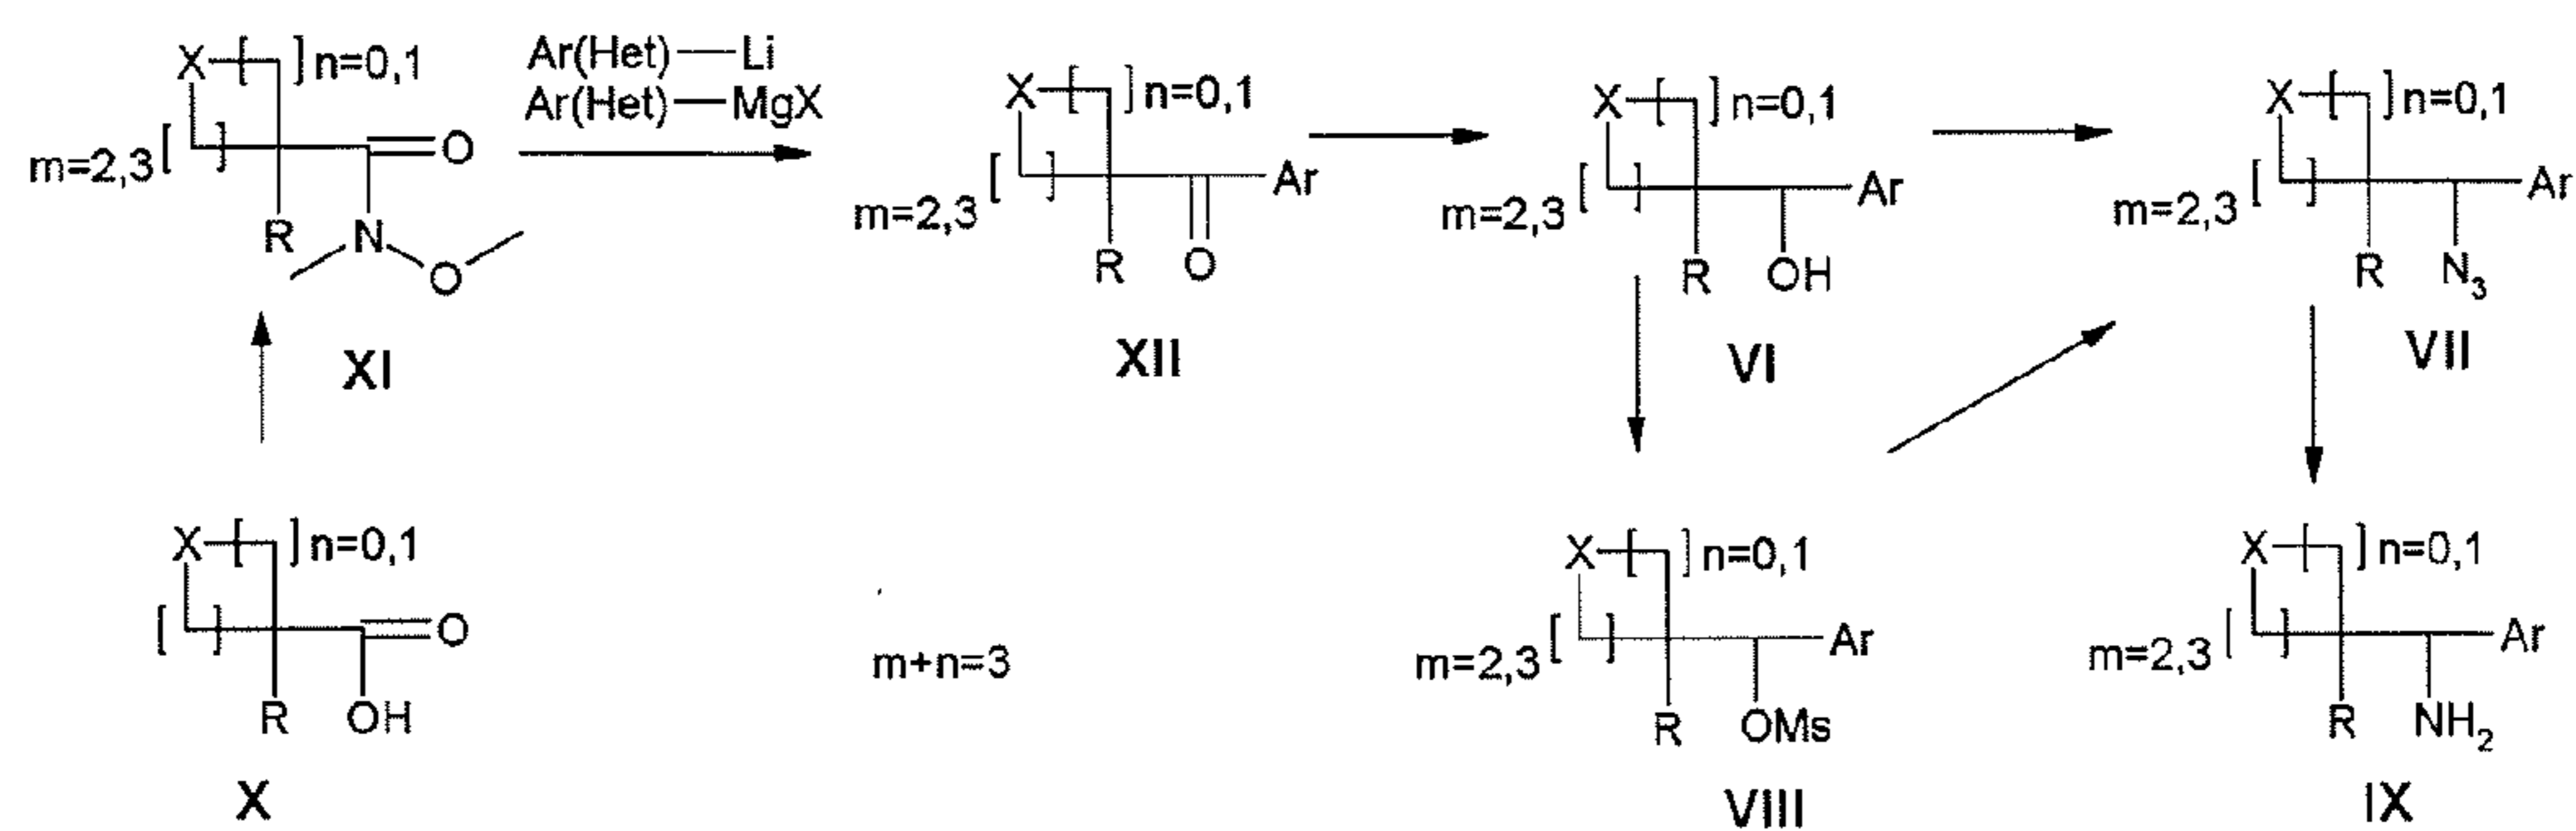 X [ ] n=0,1
m=2,3 [ ] O
R N O
XI
Ar(Het)—Li
Ar(Het)—MgX
X [ ] n=0,1
m=2,3 [ ] Ar
R O
XII
X [ ] n=0,1
m=2,3 [ ] Ar
R OH
VI
X [ ] n=0,1
m=2,3 [ ] Ar
R N3
VII
X [ ] n=0,1
[ ] O
R OH
X
m+n=3
X [ ] n=0,1
m=2,3 [ ] Ar
R OMs
VIII
X [ ] n=0,1
m=2,3 [ ] Ar
R NH2
IX